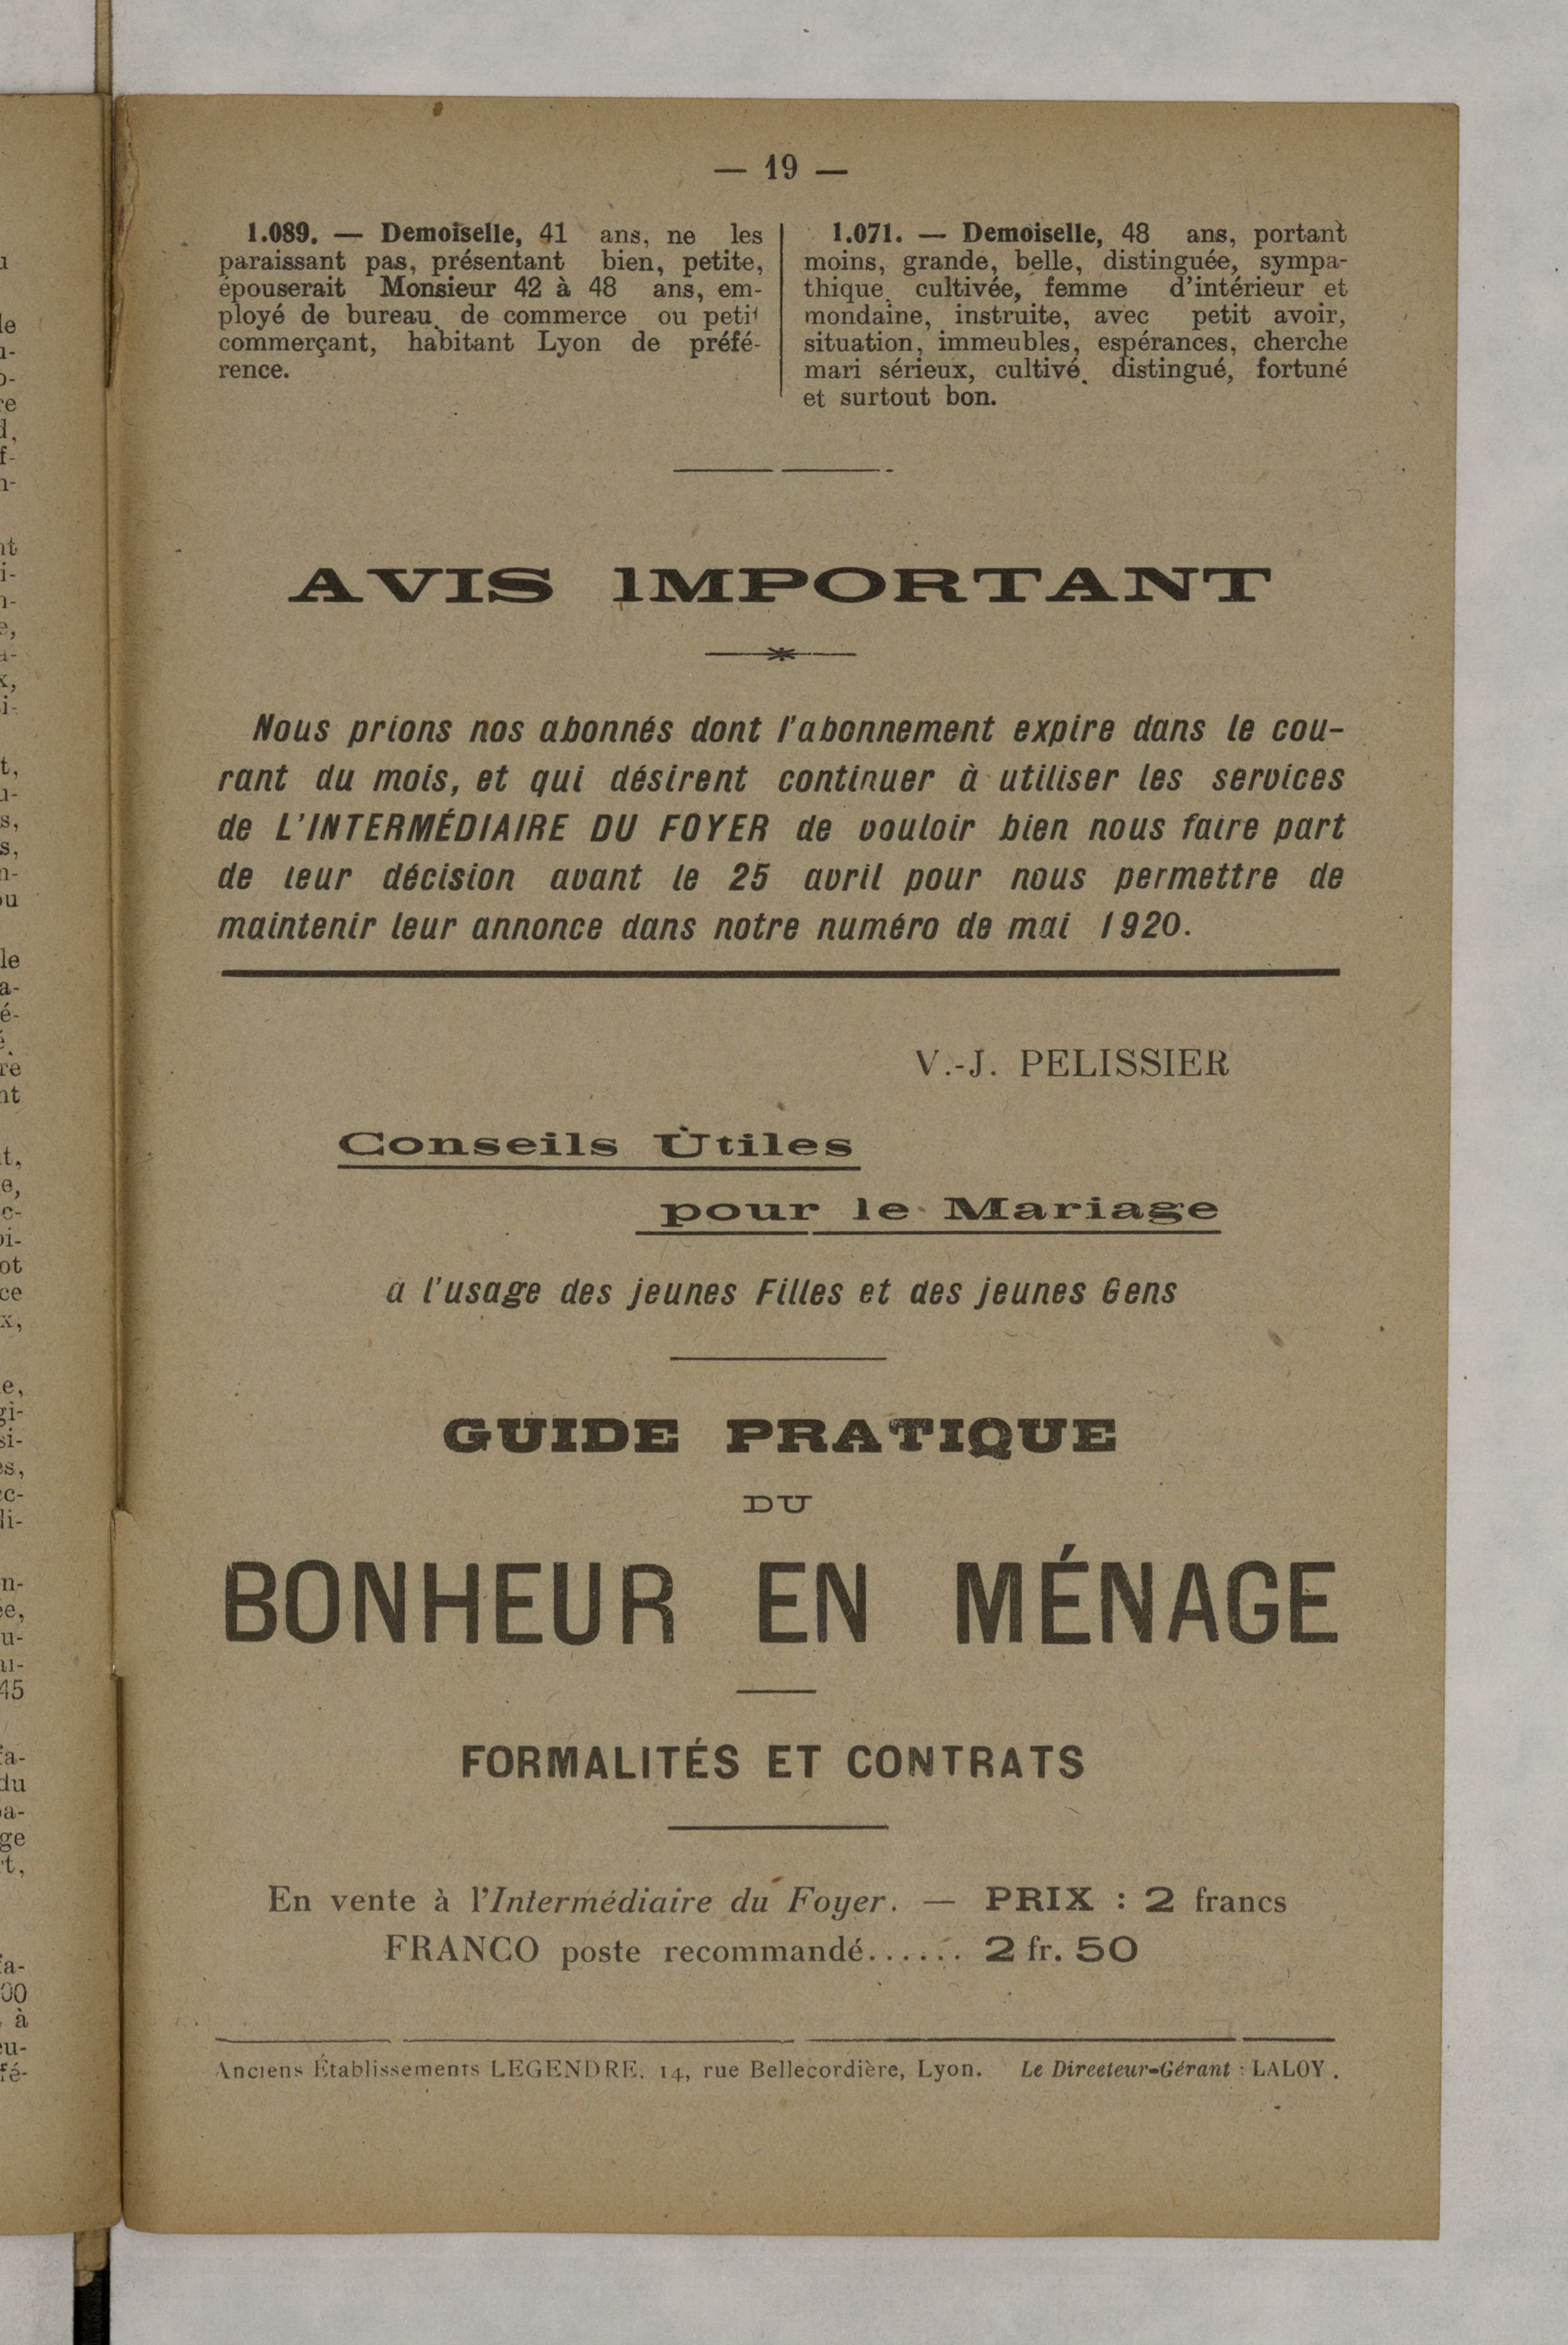 — 19 —
1.089. — Demoiselle, 41 ans, ne les
paraissant pas, présentant bien, petite,
épouserait Monsieur 42 à 48 ans, em-
ployé de bureau, de commerce ou petit
commerçant, habitant Lyon de préfé-
rence.
1.071. — Demoiselle, 48 ans, portant
moins, grande, belle, distinguée, sympa-
thique, cultivée, femme d'intérieur et
mondaine, instruite, avec petit avoir,
situation, immeubles, espérances, cherche
mari sérieux, cultivé, distingué, fortuné
et surtout bon.
AVIS IMPORTANT
Nous prions nos abonnés dont l'abonnement expire dans le cou-
rant du mois, et qui désirent continuer à utiliser les services
de L'INTERMÉDIAIRE DU FOYER de vouloir bien nous faire part
de leur décision avant le 25 avril pour nous permettre de
maintenir leur annonce dans notre numéro de mai 1920.
V.-J. PELISSIER
Conseils Utiles
pour le Mariage
à l'usage des jeunes Filles et des jeunes Gens
GUIDE PRATIQUE
DU
BONHEUR EN MÉNAGE
FORMALITÉS ET CONTRATS
En vente à l'Intermédiaire du Foyer. — PRIX : 2 francs
FRANCO poste recommandé...... 2 fr. 50
Anciens Établissements LEGENDRE, 14, rue Bellecordière, Lyon. Le Directeur-Gérant : LALOY.